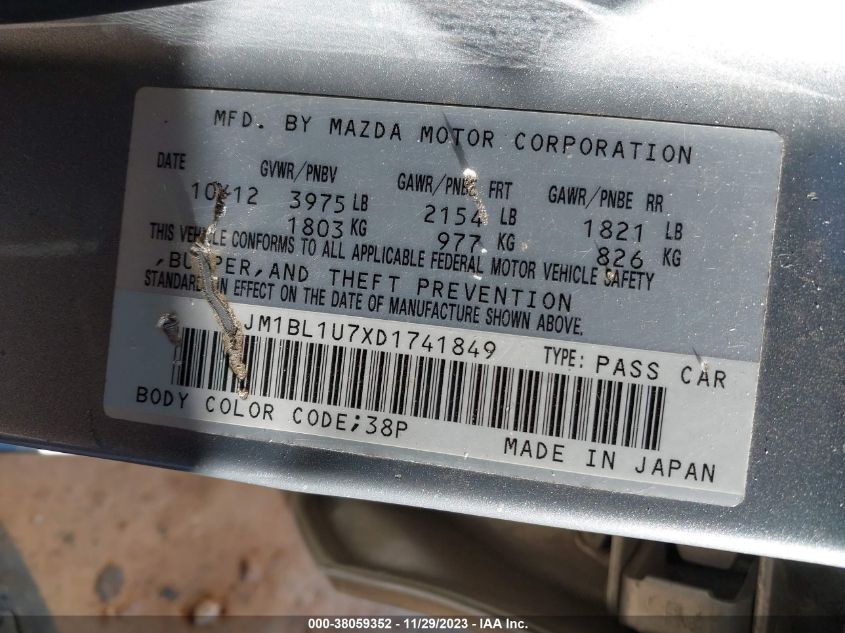 MFD. BY MAZDA MOTOR CORPORATION
DATE GVWR/PNBV GAWR/PNBE FRT GAWR/PNBE RR
10/12 3975 LB 2154 LB 1821 LB
1803 KG 977 KG 826 KG
THIS VEHICLE CONFORMS TO ALL APPLICABLE FEDERAL MOTOR VEHICLE SAFETY
,BUMPER,AND THEFT PREVENTION
STANDARDS IN EFFECT ON THE DATE OF MANUFACTURE SHOWN ABOVE.
JM1BL1U7XD1741849 TYPE: PASS CAR
BODY COLOR CODE;38P
MADE IN JAPAN
000-38059352 - 11/29/2023 - IAA Inc.